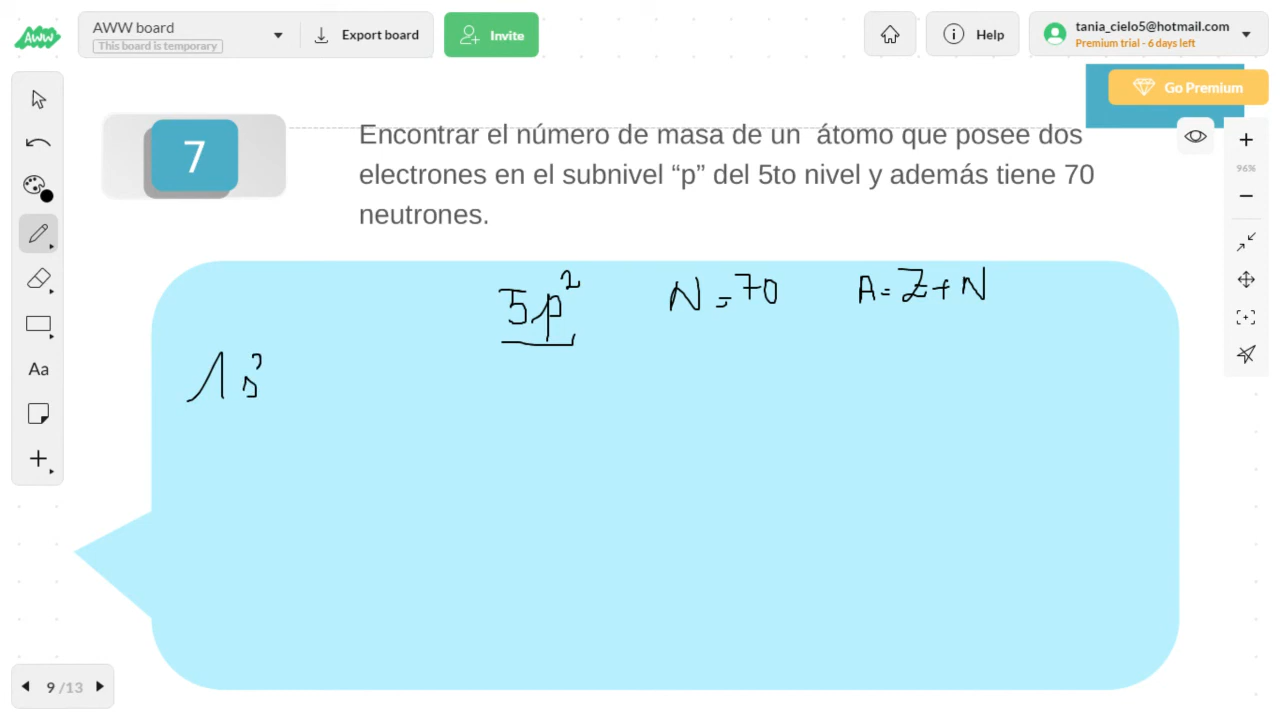 AWW
AWW board
This board is temporary
Export board
Invite
Help
tania_cielo5@hotmail.com
Premium trial - 6 days left
Go Premium
7
Encontrar el número de masa de un átomo que posee dos
electrones en el subnivel “p” del 5to nivel y además tiene 70
neutrones.
96%
5p² N = 70 A = Z + N
1s²
Aa
9 /13